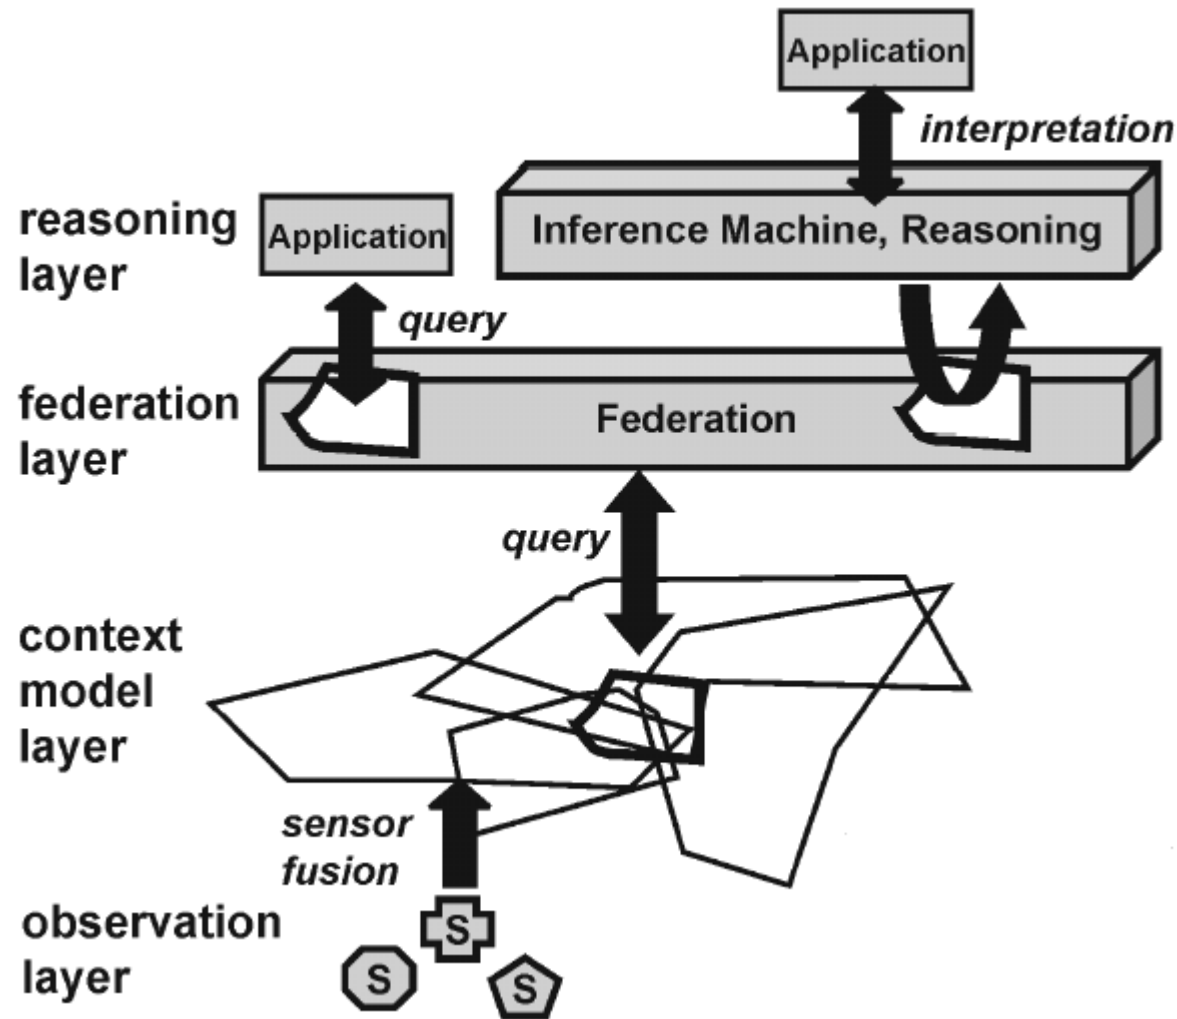 Application
interpretation
reasoning
layer
Application
Inference Machine, Reasoning
query
federation
layer
Federation
query
context
model
layer
sensor
fusion
observation
layer
S
S
S